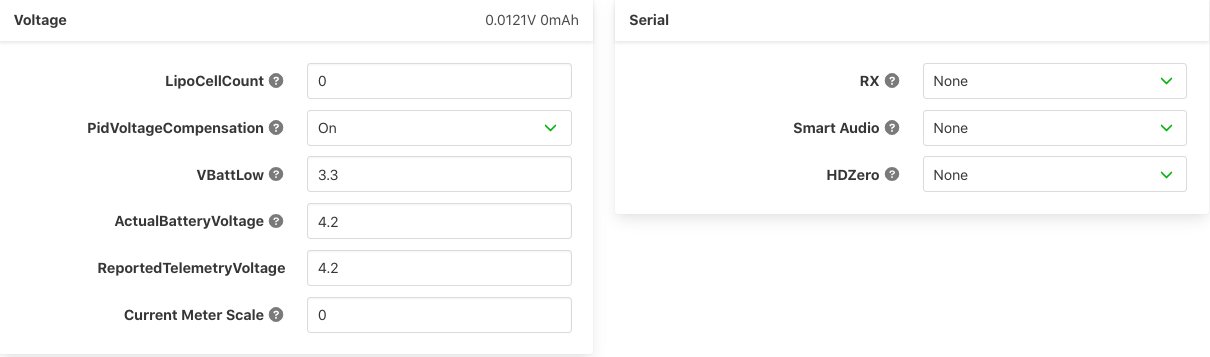 Voltage 0.0121V 0mAh
LipoCellCount ? 0
PidVoltageCompensation ? On
VBattLow ? 3.3
ActualBatteryVoltage ? 4.2
ReportedTelemetryVoltage 4.2
Current Meter Scale ? 0
Serial
RX ? None
Smart Audio ? None
HDZero ? None